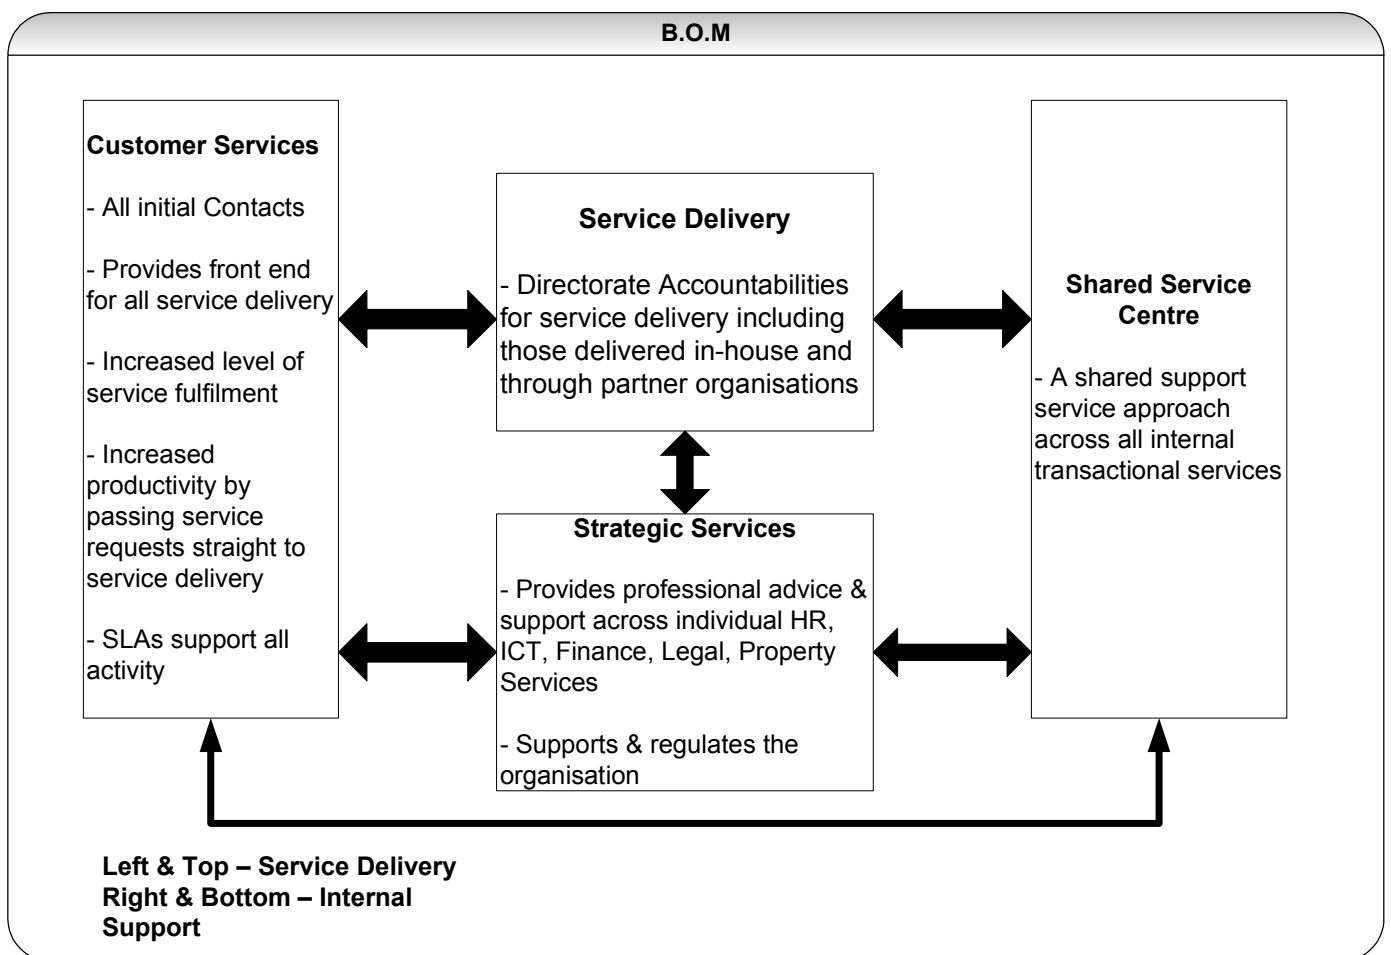 B.O.M
Customer Services
- All initial Contacts
- Provides front end
for all service delivery
- Increased level of
service fulfilment
- Increased
productivity by
passing service
requests straight to
service delivery
- SLAs support all
activity
Service Delivery
- Directorate Accountabilities
for service delivery including
those delivered in-house and
through partner organisations
Strategic Services
- Provides professional advice &
support across individual HR,
ICT, Finance, Legal, Property
Services
- Supports & regulates the
organisation
Shared Service
Centre
- A shared support
service approach
across all internal
transactional services
Left & Top – Service Delivery
Right & Bottom – Internal
Support